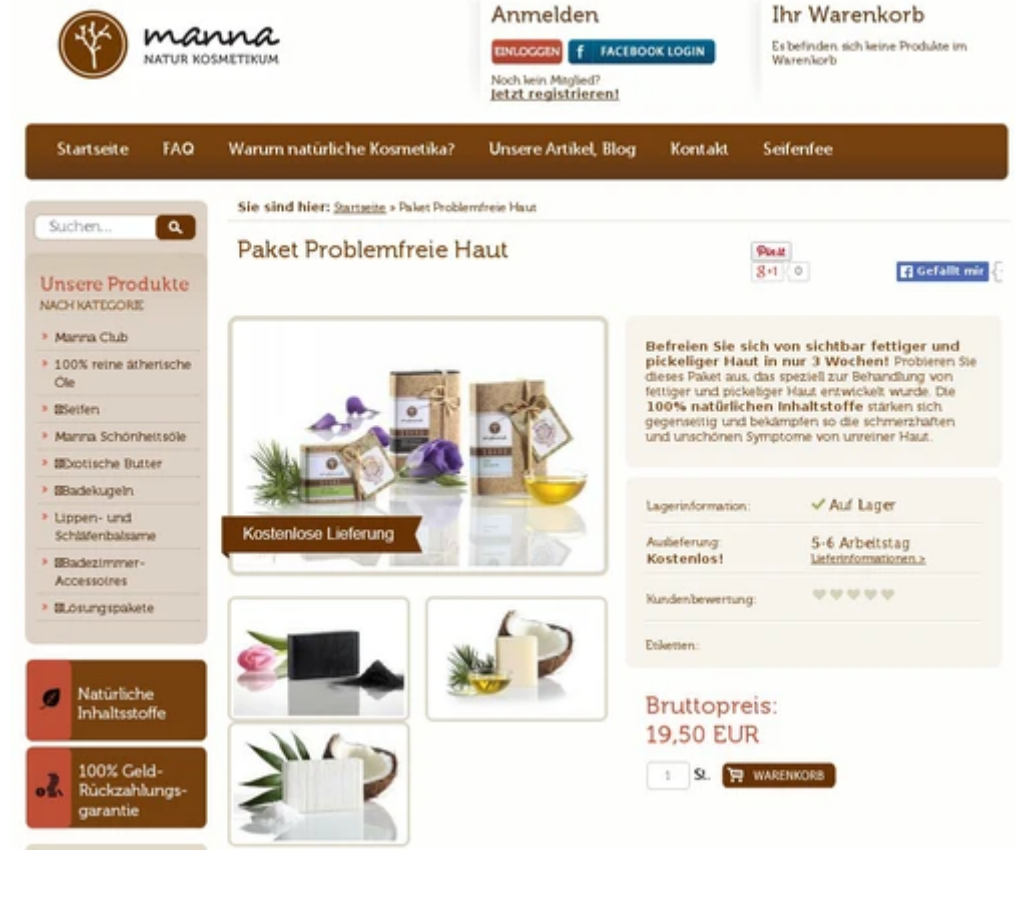 manna
NATUR KOSMETIKUM
Anmelden
EINLOGGEN
f FACEBOOK LOGIN
Noch kein Mitglied?
Jetzt registrieren!
Ihr Warenkorb
Es befinden sich keine Produkte im
Warenkorb
Startseite FAQ Warum natürliche Kosmetika? Unsere Artikel, Blog Kontakt Seifenfee
Suchen...
Unsere Produkte
NACH KATEGORIE
Manna Club
100% reine ätherische
Öle
Seifen
Manna Schönheitsöle
Exotische Butter
Badekugeln
Lippen- und
Schläfenbalsame
Badezimmer-
Accessoires
Lösungspakete
Natürliche
Inhaltsstoffe
100% Geld-
Rückzahlungs-
garantie
Sie sind hier: Startseite » Paket Problemfreie Haut
Paket Problemfreie Haut
Pin it
g+1 0
f Gefällt mir
Kostenlose Lieferung
Befreien Sie sich von sichtbar fettiger und
pickeliger Haut in nur 3 Wochen! Probieren Sie
dieses Paket aus, das speziell zur Behandlung von
fettiger und pickeliger Haut entwickelt wurde. Die
100% natürlichen Inhaltstoffe stärken sich
gegenseitig und bekämpfen so die schmerzhaften
und unschönen Symptome von unreiner Haut.
Lagerinformation: Auf Lager
Auslieferung: 5-6 Arbeitstag
Kostenlos! Lieferinformationen >
Kundenbewertung:
Etiketten:
Bruttopreis:
19,50 EUR
1 St. WARENKORB